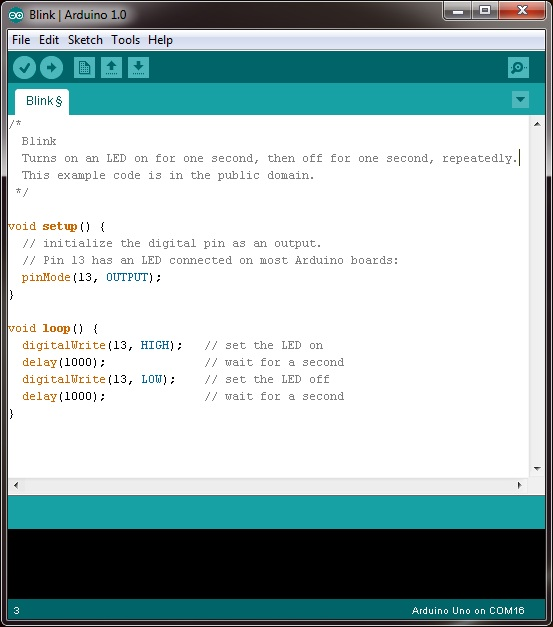 Blink | Arduino 1.0
File Edit Sketch Tools Help
Blink §
/*
  Blink
  Turns on an LED on for one second, then off for one second, repeatedly.
  This example code is in the public domain.
 */

void setup() {
  // initialize the digital pin as an output.
  // Pin 13 has an LED connected on most Arduino boards:
  pinMode(13, OUTPUT);
}

void loop() {
  digitalWrite(13, HIGH);   // set the LED on
  delay(1000);              // wait for a second
  digitalWrite(13, LOW);    // set the LED off
  delay(1000);              // wait for a second
}
3
Arduino Uno on COM16